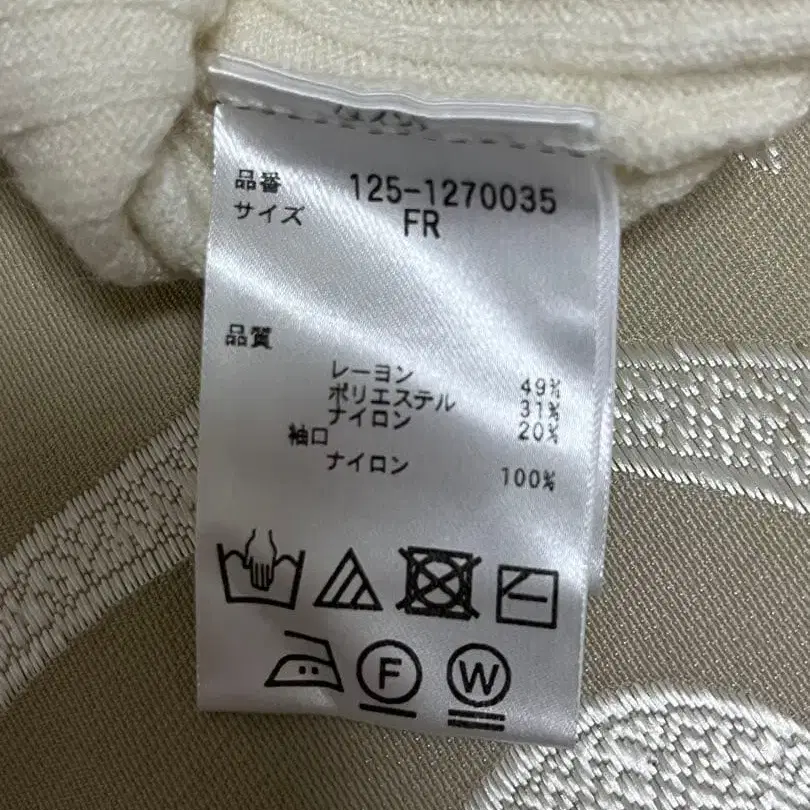 品番 125-1270035
サイズ FR
品質
レーヨン 49%
ポリエステル 31%
ナイロン 20%
袖口
ナイロン 100%
F W